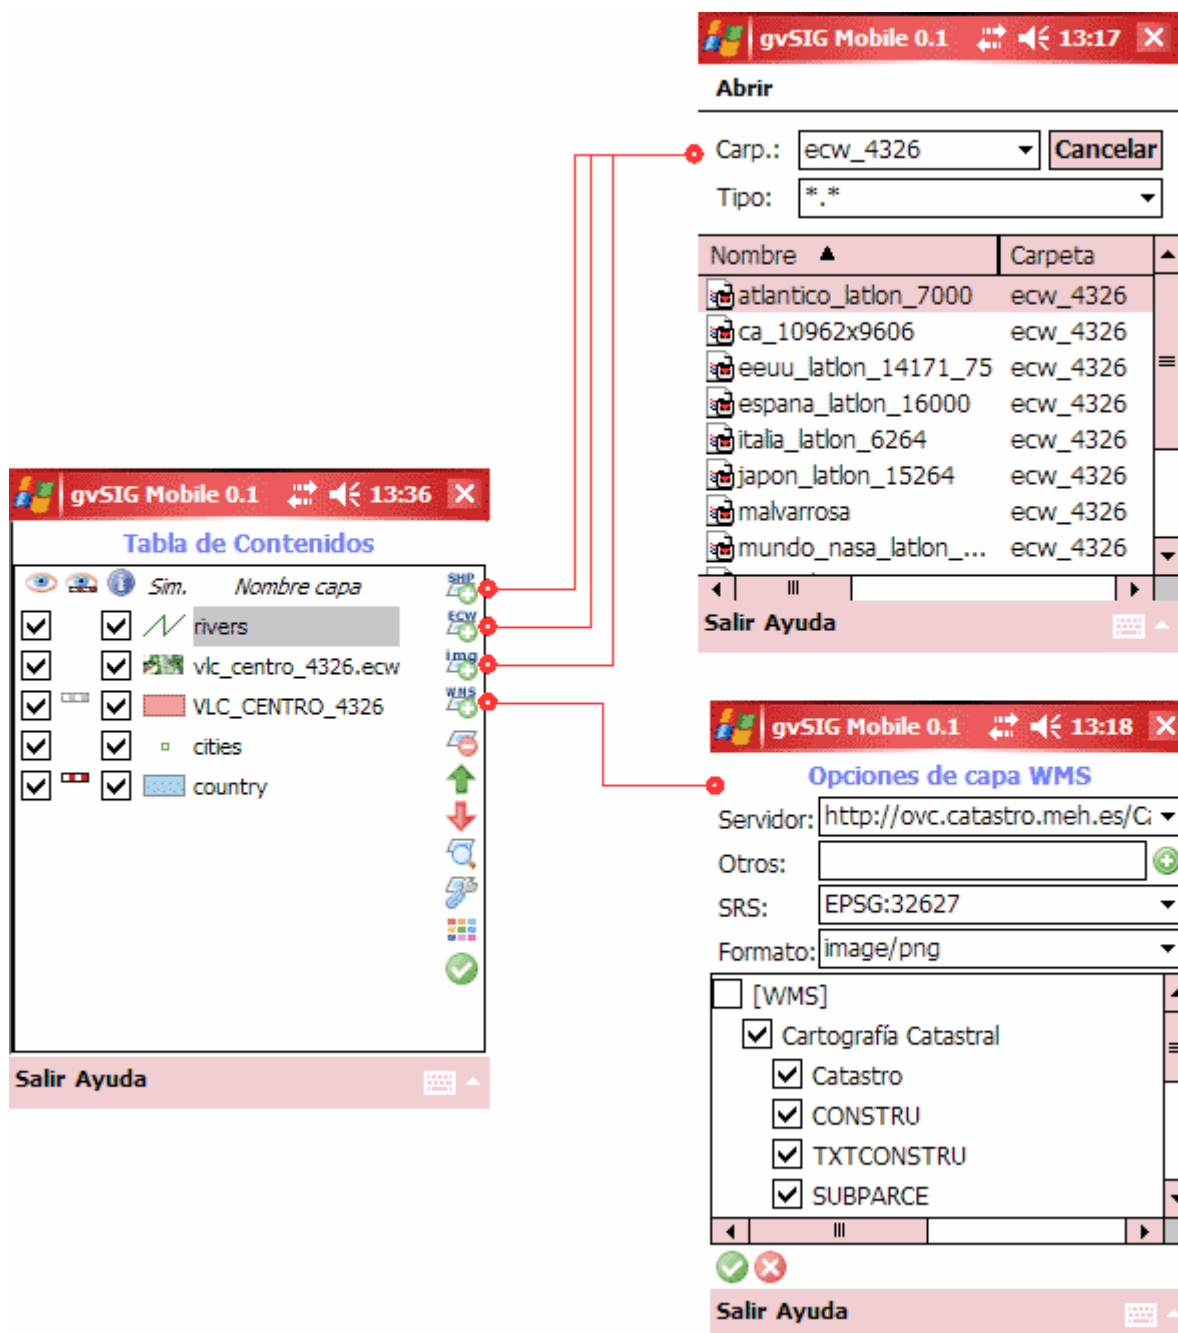 gvSIG Mobile 0.1 13:17
Abrir
Carp.: ecw_4326 Cancelar
Tipo: *.*
Nombre Carpeta
atlantico_latlon_7000 ecw_4326
ca_10962x9606 ecw_4326
eeuu_latlon_14171_75 ecw_4326
espana_latlon_16000 ecw_4326
italia_latlon_6264 ecw_4326
japon_latlon_15264 ecw_4326
malvarrosa ecw_4326
mundo_nasa_latlon_... ecw_4326
Salir Ayuda
gvSIG Mobile 0.1 13:36
Tabla de Contenidos
Sim. Nombre capa SHP
rivers ECW
vlc_centro_4326.ecw img
VLC_CENTRO_4326 WMS
cities
country
Salir Ayuda
gvSIG Mobile 0.1 13:18
Opciones de capa WMS
Servidor: http://ovc.catastro.meh.es/Ca
Otros:
SRS: EPSG:32627
Formato: image/png
[WMS]
Cartografía Catastral
Catastro
CONSTRU
TXTCONSTRU
SUBPARCE
Salir Ayuda